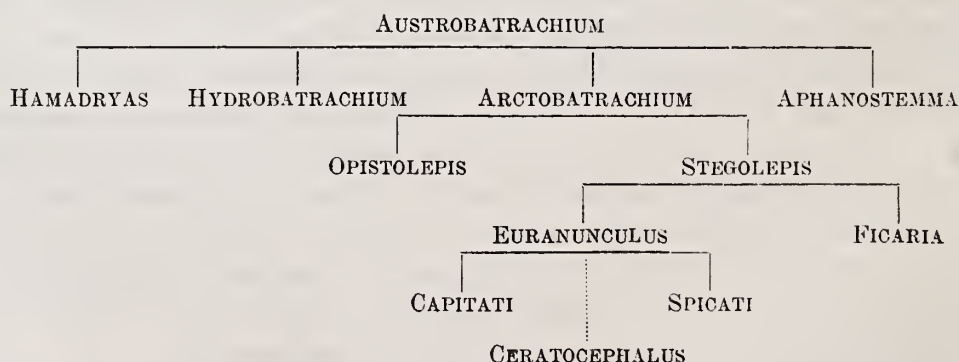 AUSTROBATRACHIUM
HAMADRYAS HYDROBATRACHIUM ARCTOBATRACHIUM APHANOSTEMMA
OPISTOLEPIS STEGOLEPIS
EURANUNCULUS FICARIA
CAPITATI SPICATI
CERATOCEPHALUS